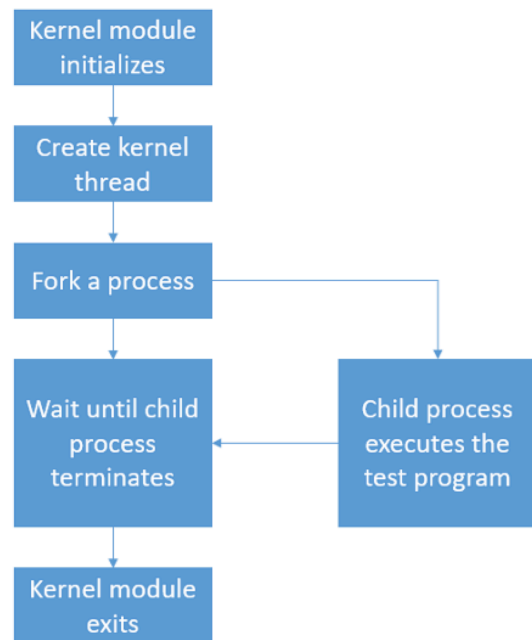 Kernel module
initializes
Create kernel
thread
Fork a process
Wait until child
process
terminates
Child process
executes the
test program
Kernel module
exits